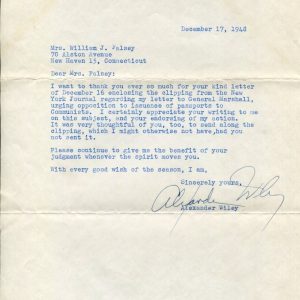 December 17, 1948
Mrs. William J. Falsey
70 Alston Avenue
New Haven 15, Connecticut
Dear Mrs. Falsey:
I want to thank you ever so much for your kind letter
of December 16 enclosing the clipping from the New
York Journal regarding my letter to General Marshall,
urging opposition to issuance of passports to
Communists. I certainly appreciate your writing to me
on this subject, and your endorsing of my action.
It was very thoughtful of you, too, to send along the
clipping, which I might otherwise not have, had you
not sent it.
Please continue to give me the benefit of your
judgment whenever the spirit moves you.
With every good wish of the season, I am,
Sincerely yours,
Alexander Wiley
Alexander Wiley